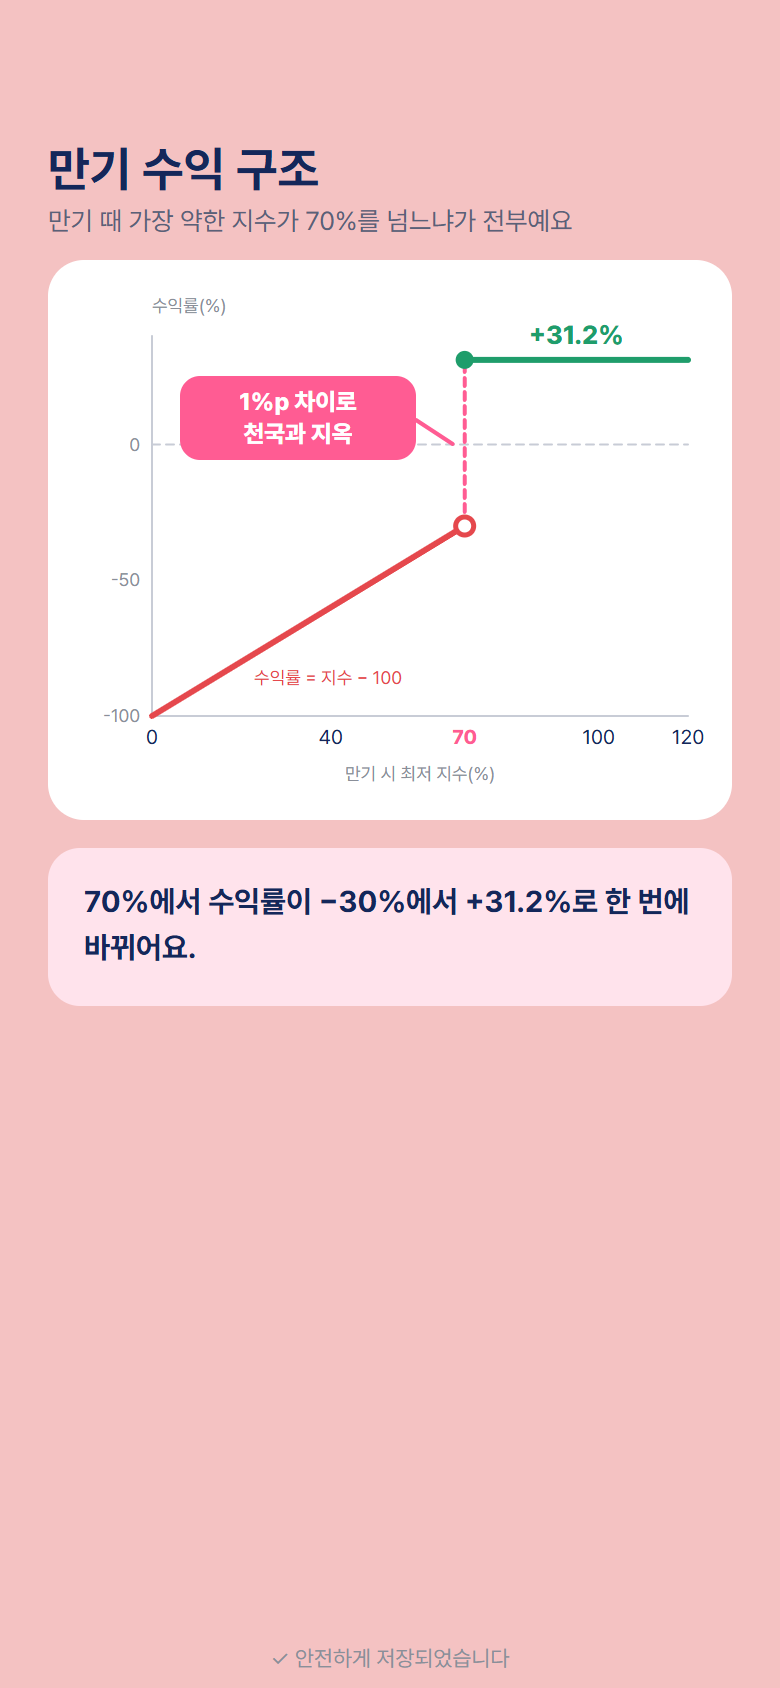 만기 수익 구조
만기 때 가장 약한 지수가 70%를 넘느냐가 전부예요
수익률(%)
+31.2%
1%p 차이로
천국과 지옥
0
-50
수익률 = 지수 − 100
-100
0 40 70 100 120
만기 시 최저 지수(%)
70%에서 수익률이 −30%에서 +31.2%로 한 번에
바뀌어요.
✓ 안전하게 저장되었습니다